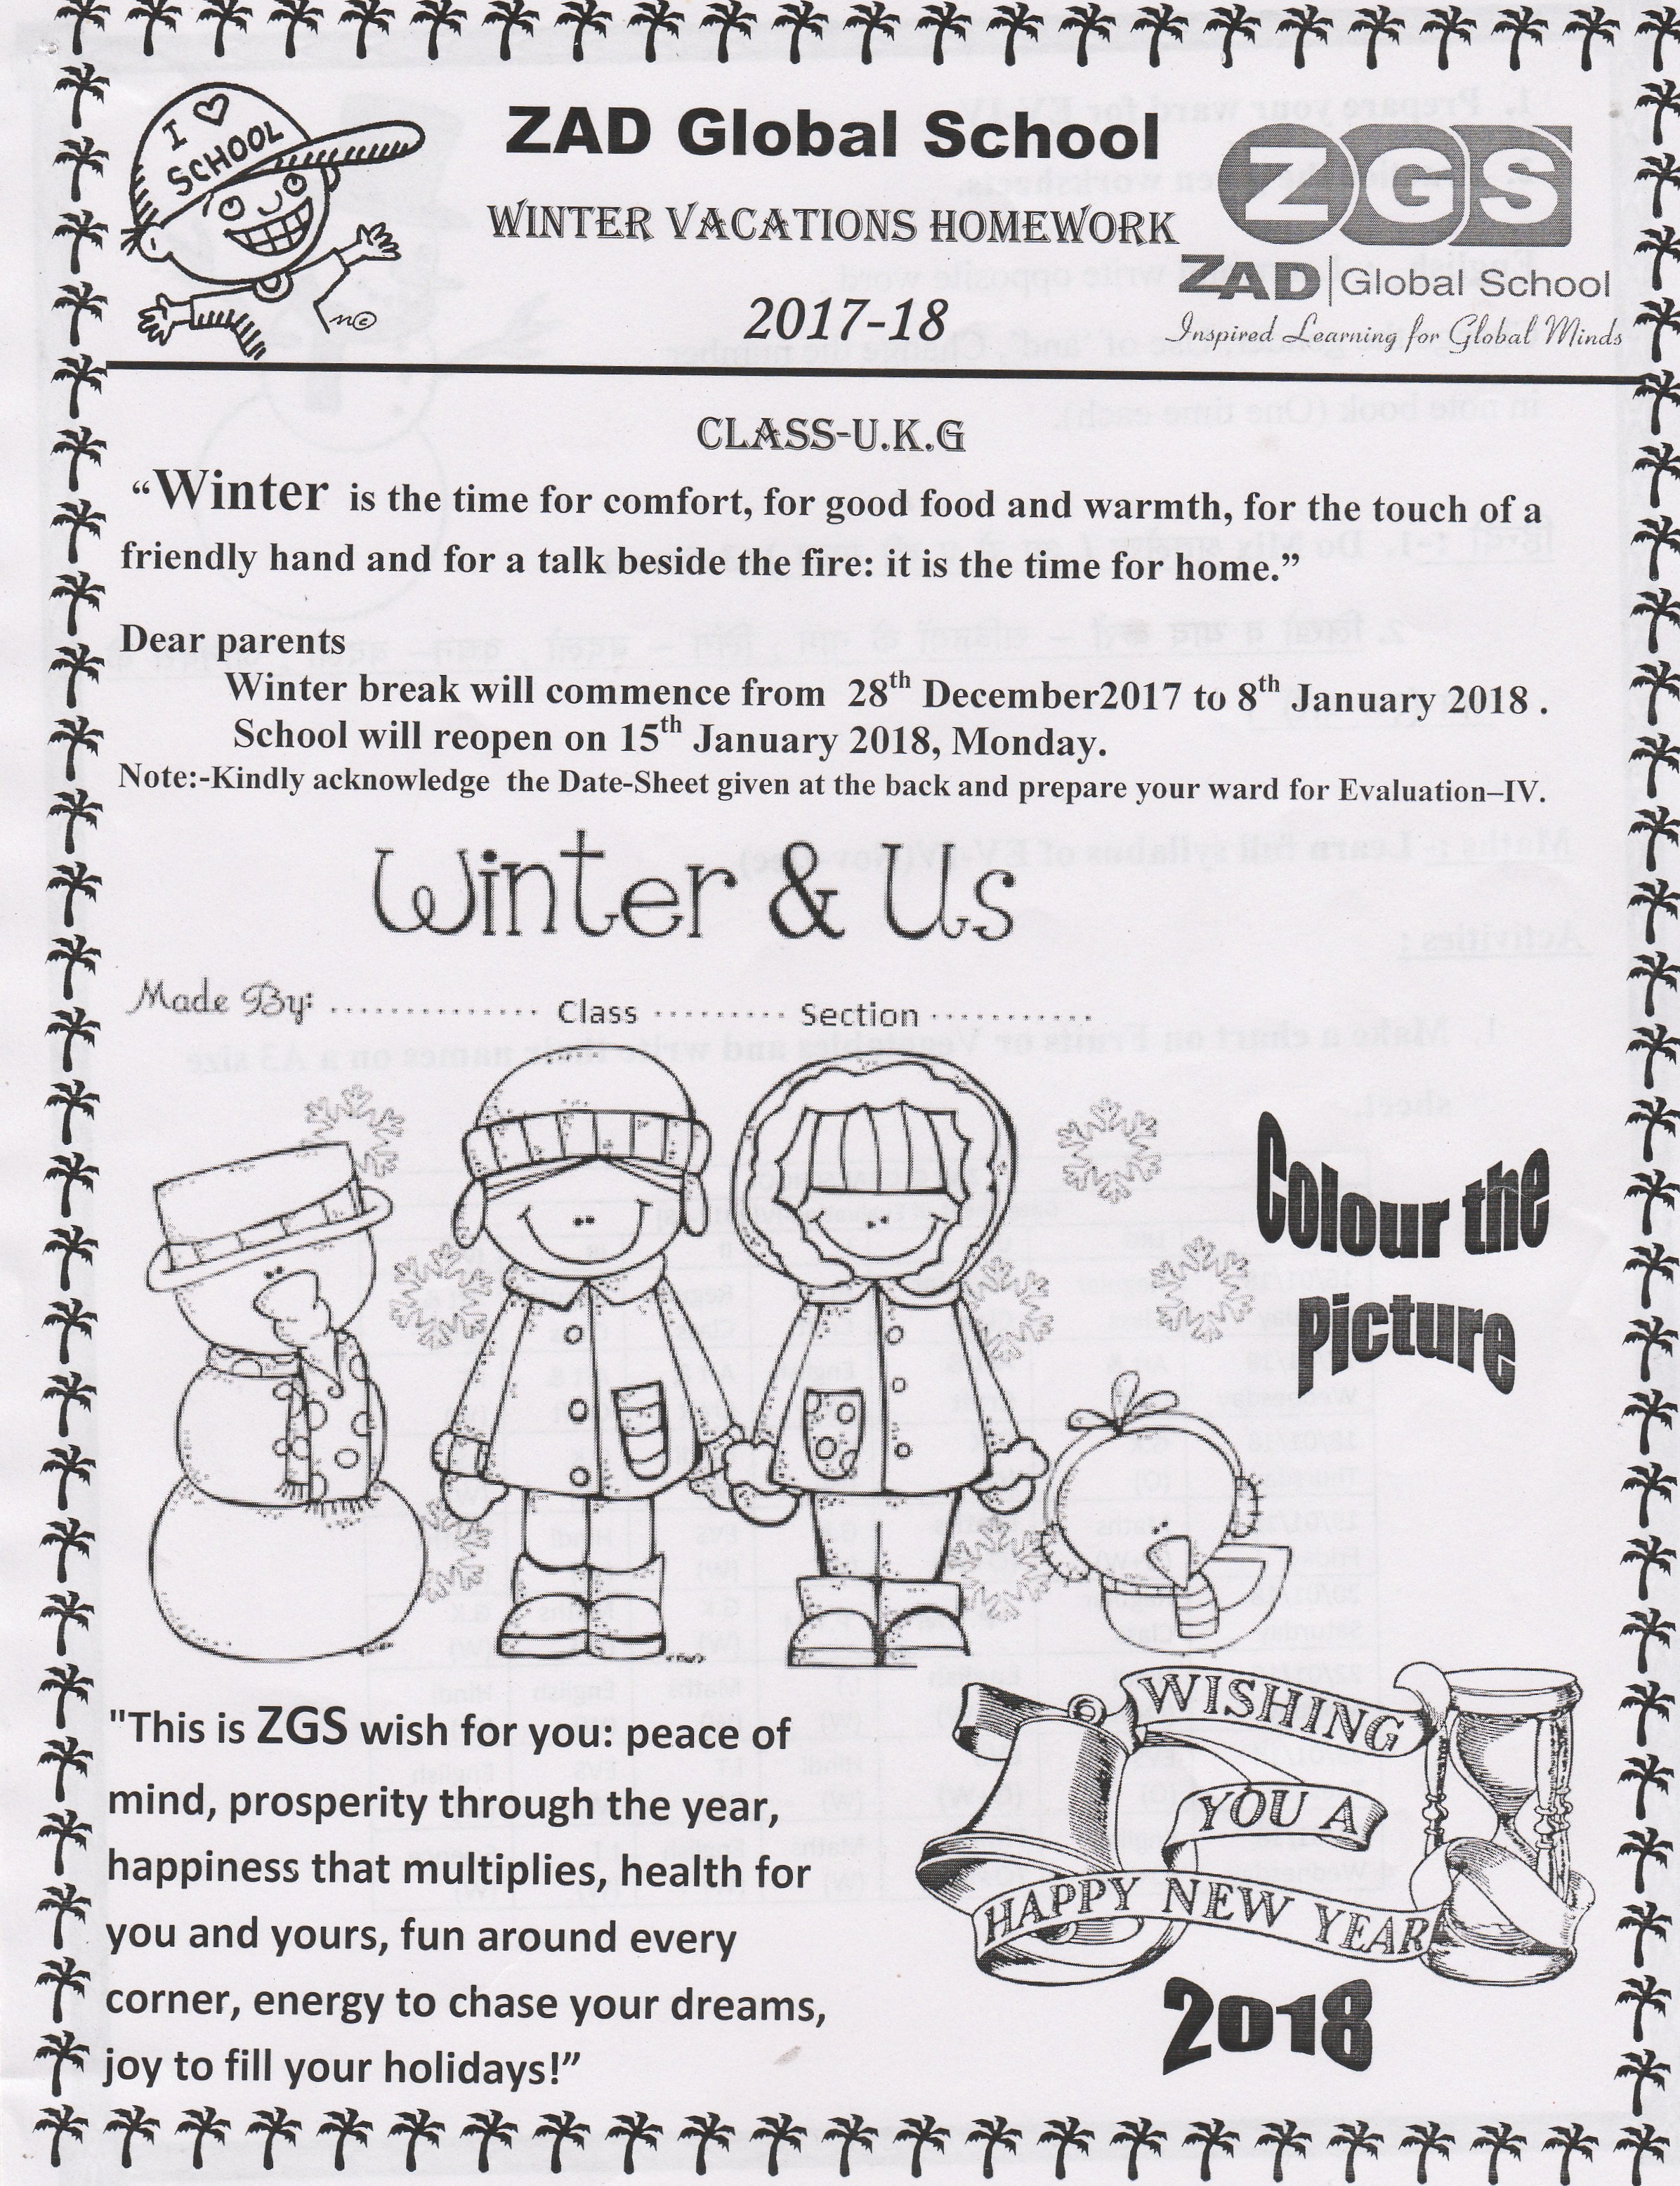 I ♡
SCHOOL
ZAD Global School
WINTER VACATIONS HOMEWORK
2017-18
ZGS
ZAD | Global School
Inspired Learning for Global Minds
CLASS-U.K.G
“Winter is the time for comfort, for good food and warmth, for the touch of a
friendly hand and for a talk beside the fire: it is the time for home.”
Dear parents
Winter break will commence from 28th December2017 to 8th January 2018 .
School will reopen on 15th January 2018, Monday.
Note:-Kindly acknowledge the Date-Sheet given at the back and prepare your ward for Evaluation–IV.
Winter & Us
Made By: ............... Class ......... Section ...........
Colour the
Picture
"This is ZGS wish for you: peace of
mind, prosperity through the year,
happiness that multiplies, health for
you and yours, fun around every
corner, energy to chase your dreams,
joy to fill your holidays!”
WISHING
YOU A
HAPPY NEW YEAR
2018